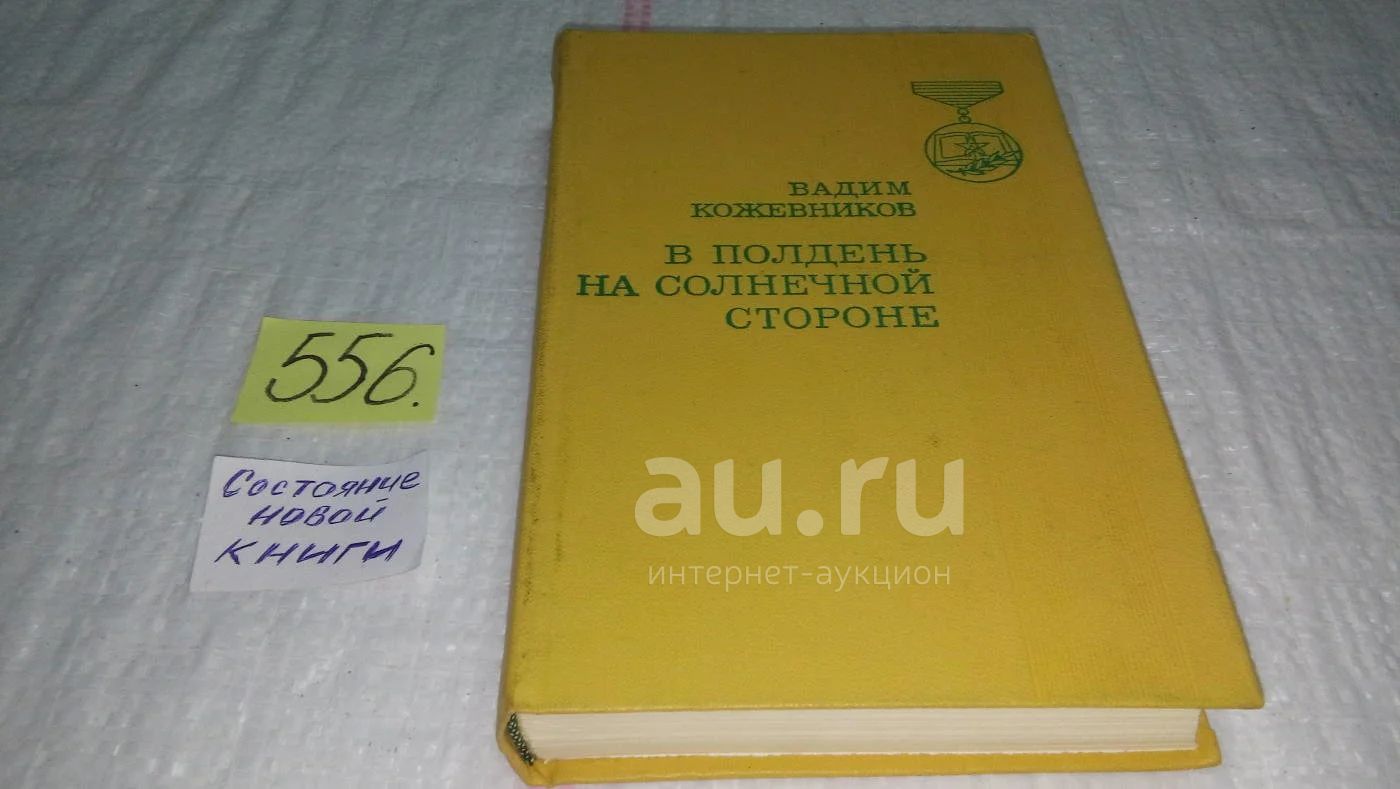 ВАДИМ
КОЖЕВНИКОВ
В ПОЛДЕНЬ
НА СОЛНЕЧНОЙ
СТОРОНЕ
556.
Состояние
новой
книги
au.ru
интернет-аукцион